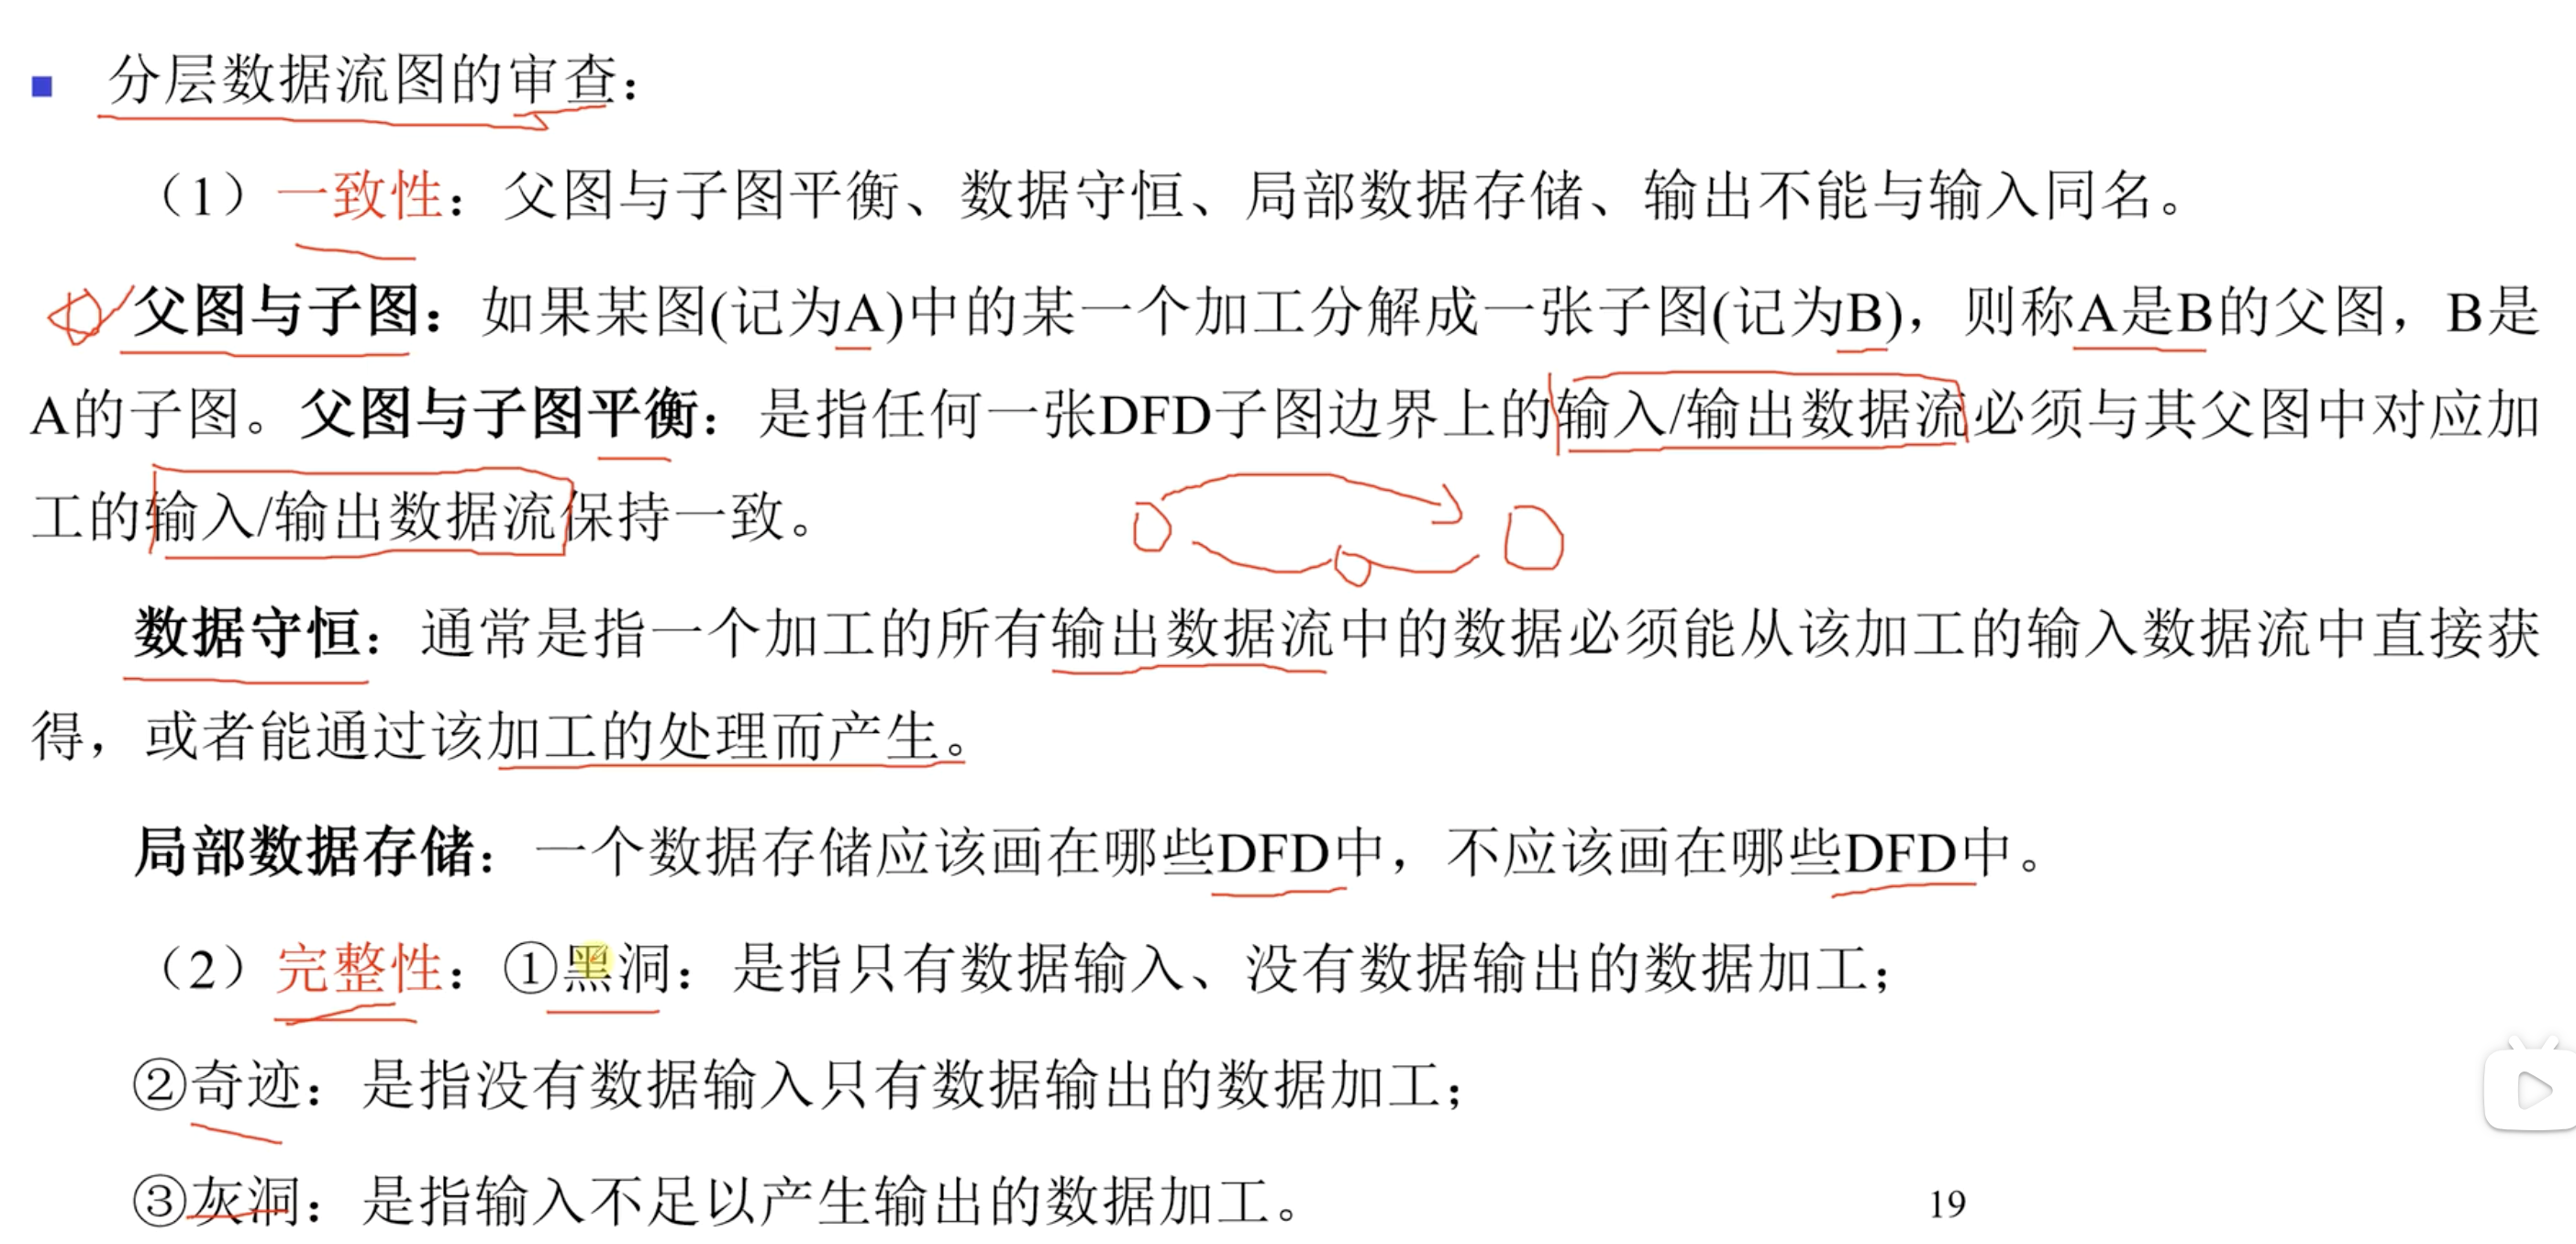 分层数据流图的审查：
（1）一致性：父图与子图平衡、数据守恒、局部数据存储、输出不能与输入同名。
父图与子图：如果某图(记为A)中的某一个加工分解成一张子图(记为B)，则称A是B的父图，B是
A的子图。父图与子图平衡：是指任何一张DFD子图边界上的输入/输出数据流必须与其父图中对应加
工的输入/输出数据流保持一致。
数据守恒：通常是指一个加工的所有输出数据流中的数据必须能从该加工的输入数据流中直接获
得，或者能通过该加工的处理而产生。
局部数据存储：一个数据存储应该画在哪些DFD中，不应该画在哪些DFD中。
（2）完整性：①黑洞：是指只有数据输入、没有数据输出的数据加工；
②奇迹：是指没有数据输入只有数据输出的数据加工；
③灰洞：是指输入不足以产生输出的数据加工。
19